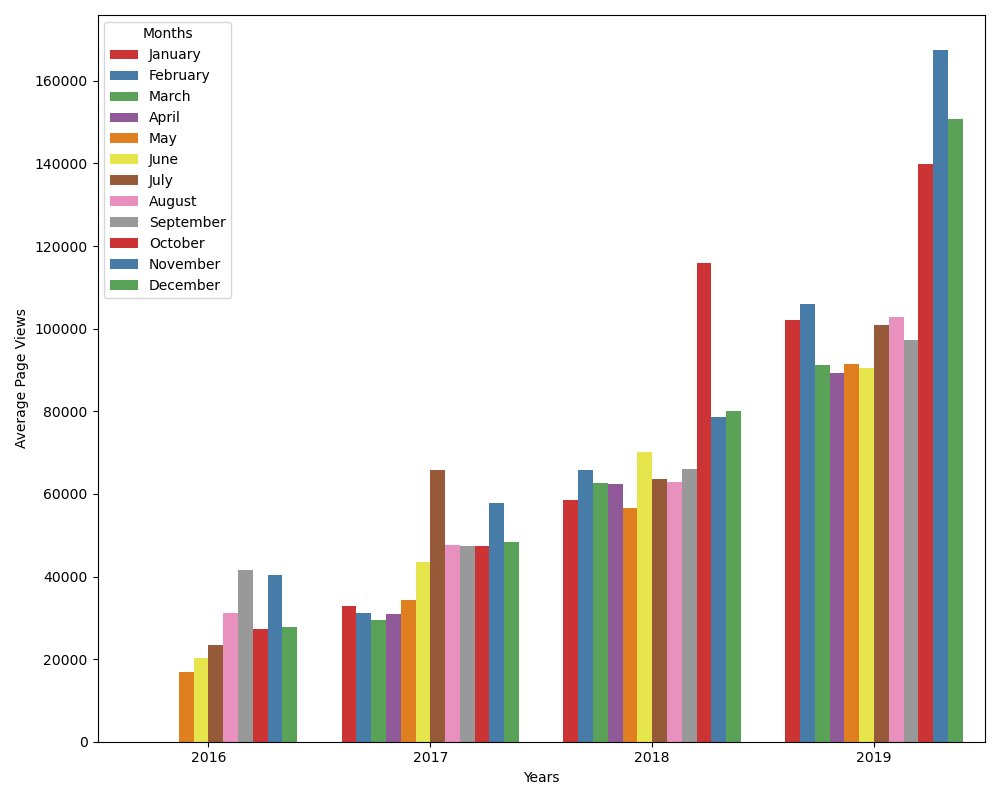 Months
January
February
March
April
May
June
July
August
September
October
November
December
160000
140000
120000
100000
80000
60000
40000
20000
0
Average Page Views
2016
2017
2018
2019
Years